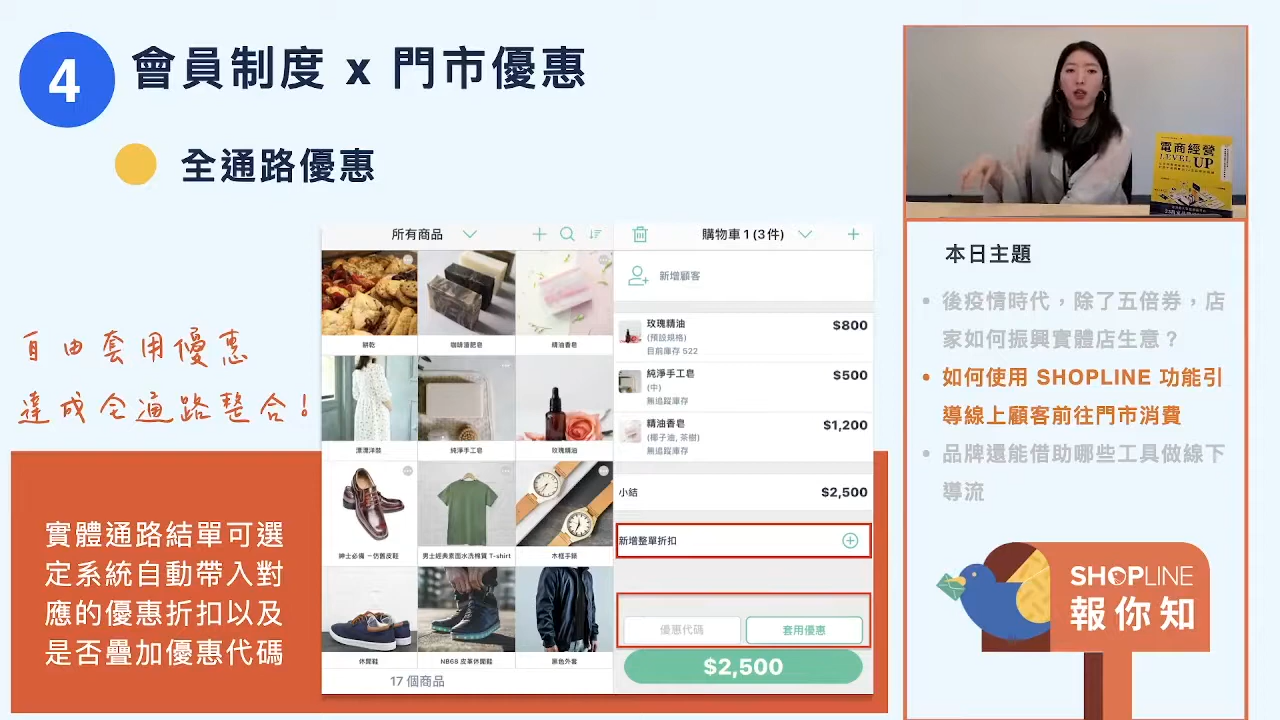 4
會員制度 x 門市優惠
全通路優惠
自由套用優惠
達成全通路整合!
實體通路結單可選
定系統自動帶入對
應的優惠折扣以及
是否疊加優惠代碼
所有商品
餅乾
咖啡渣肥皂
精油香皂
漂漂洋裝
純淨手工皂
玫瑰精油
紳士必備 －仿舊皮鞋
男士經典素面水洗棉質 T-shirt
木框手錶
休閒鞋
NB68 皮革休閒鞋
黑色外套
17 個商品
購物車 1 (3件)
新增顧客
玫瑰精油
$800
(預設規格)
目前庫存 522
純淨手工皂
$500
(中)
無追蹤庫存
精油香皂
$1,200
(椰子油, 茶樹)
無追蹤庫存
小結
$2,500
新增整單折扣
優惠代碼
套用優惠
$2,500
電商經營
LEVEL UP
本日主題
• 後疫情時代，除了五倍券，店
家如何振興實體店生意？
• 如何使用 SHOPLINE 功能引
導線上顧客前往門市消費
• 品牌還能借助哪些工具做線下
導流
SHOPLINE
報你知